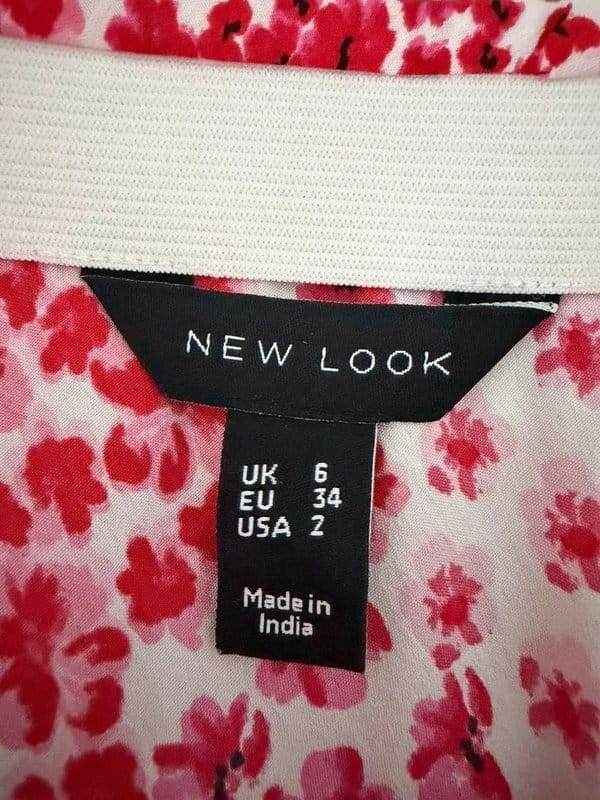 NEW LOOK
UK 6
EU 34
USA 2
Made in
India